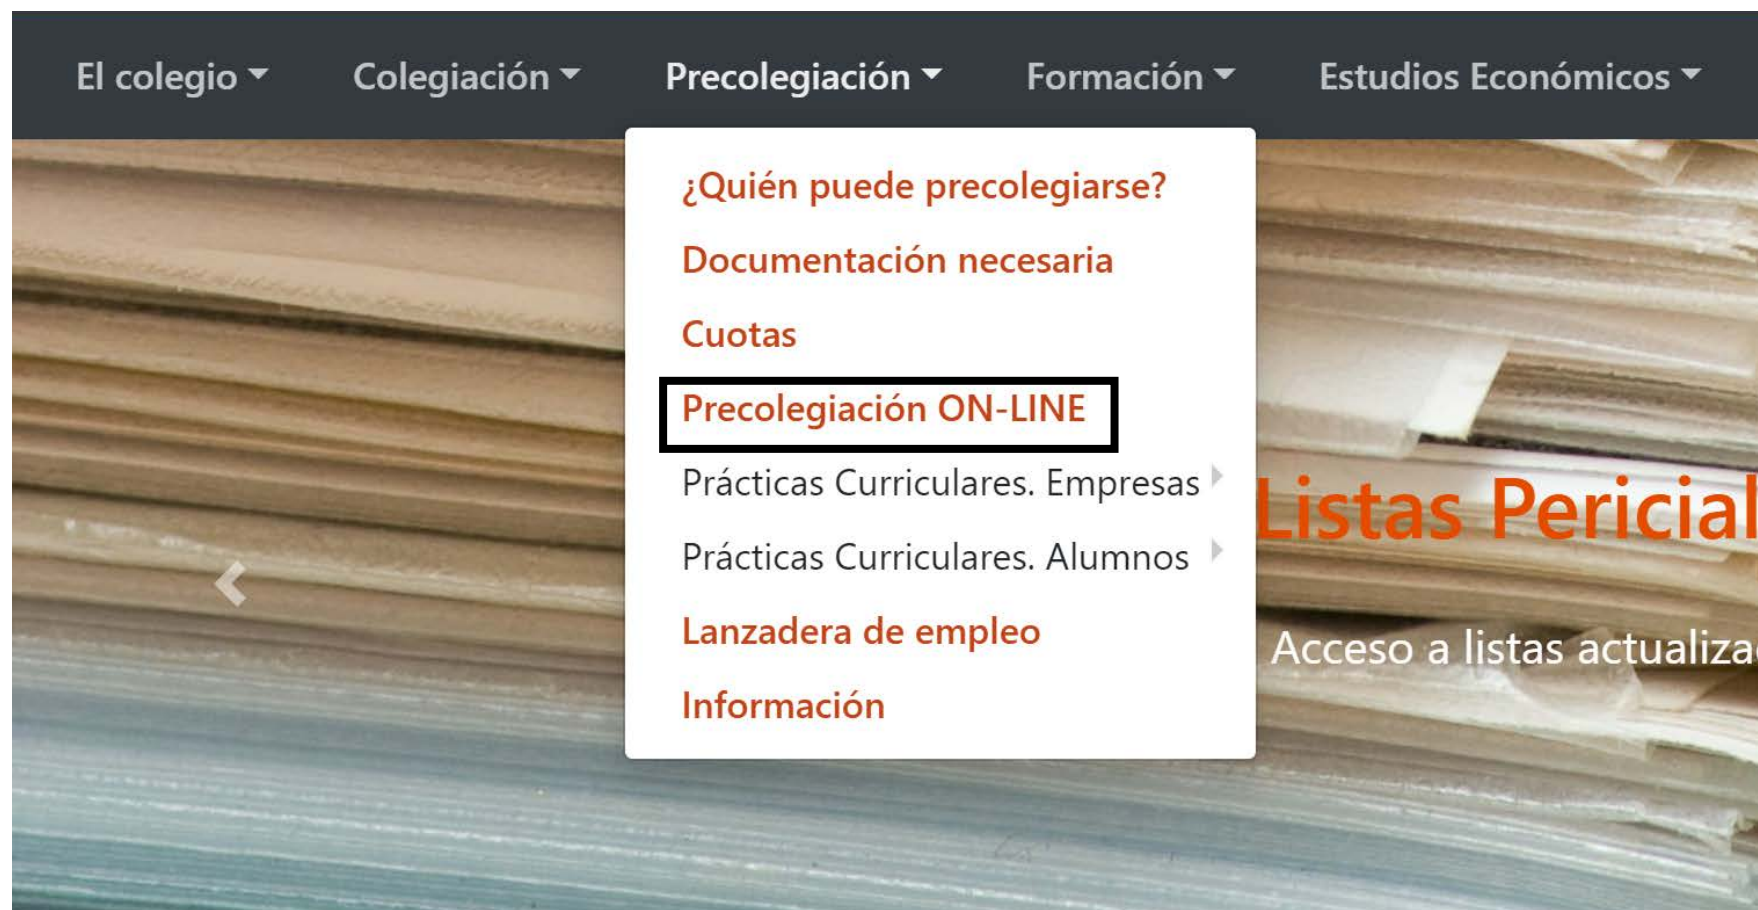 El colegio Colegiación Precolegiación Formación Estudios Económicos
¿Quién puede precolegiarse?
Documentación necesaria
Cuotas
Precolegiación ON-LINE
Prácticas Curriculares. Empresas
Prácticas Curriculares. Alumnos
Lanzadera de empleo
Información
Listas Pericial
Acceso a listas actualiza